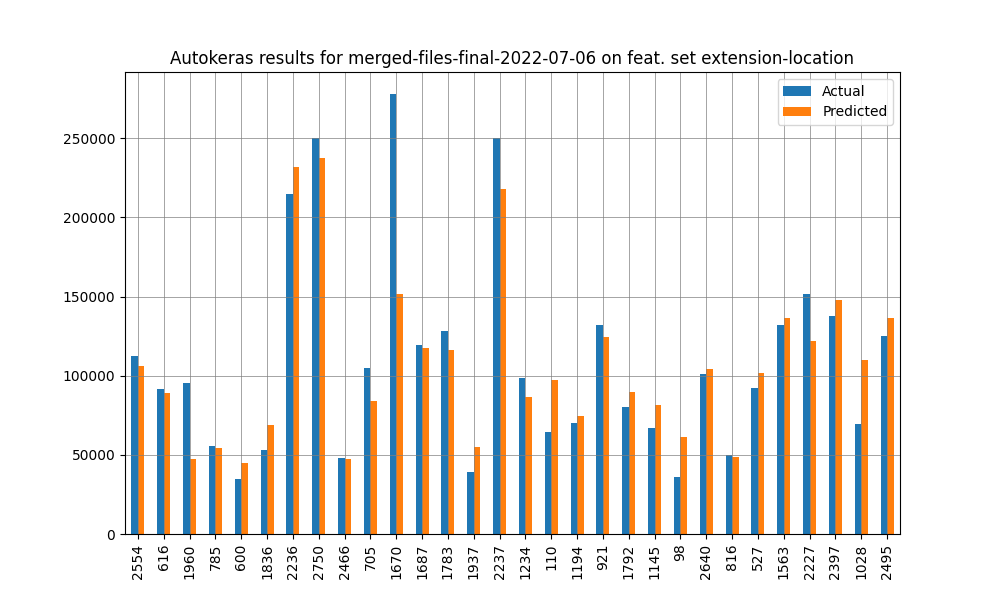 Autokeras results for merged-files-final-2022-07-06 on feat. set extension-location
Actual
Predicted
250000
200000
150000
100000
50000
0
2554 616 1960 785 600 1836 2236 2750 2466 705 1670 1687 1783 1937 2237 1234 110 1194 921 1792 1145 98 2640 816 527 1563 2227 2397 1028 2495